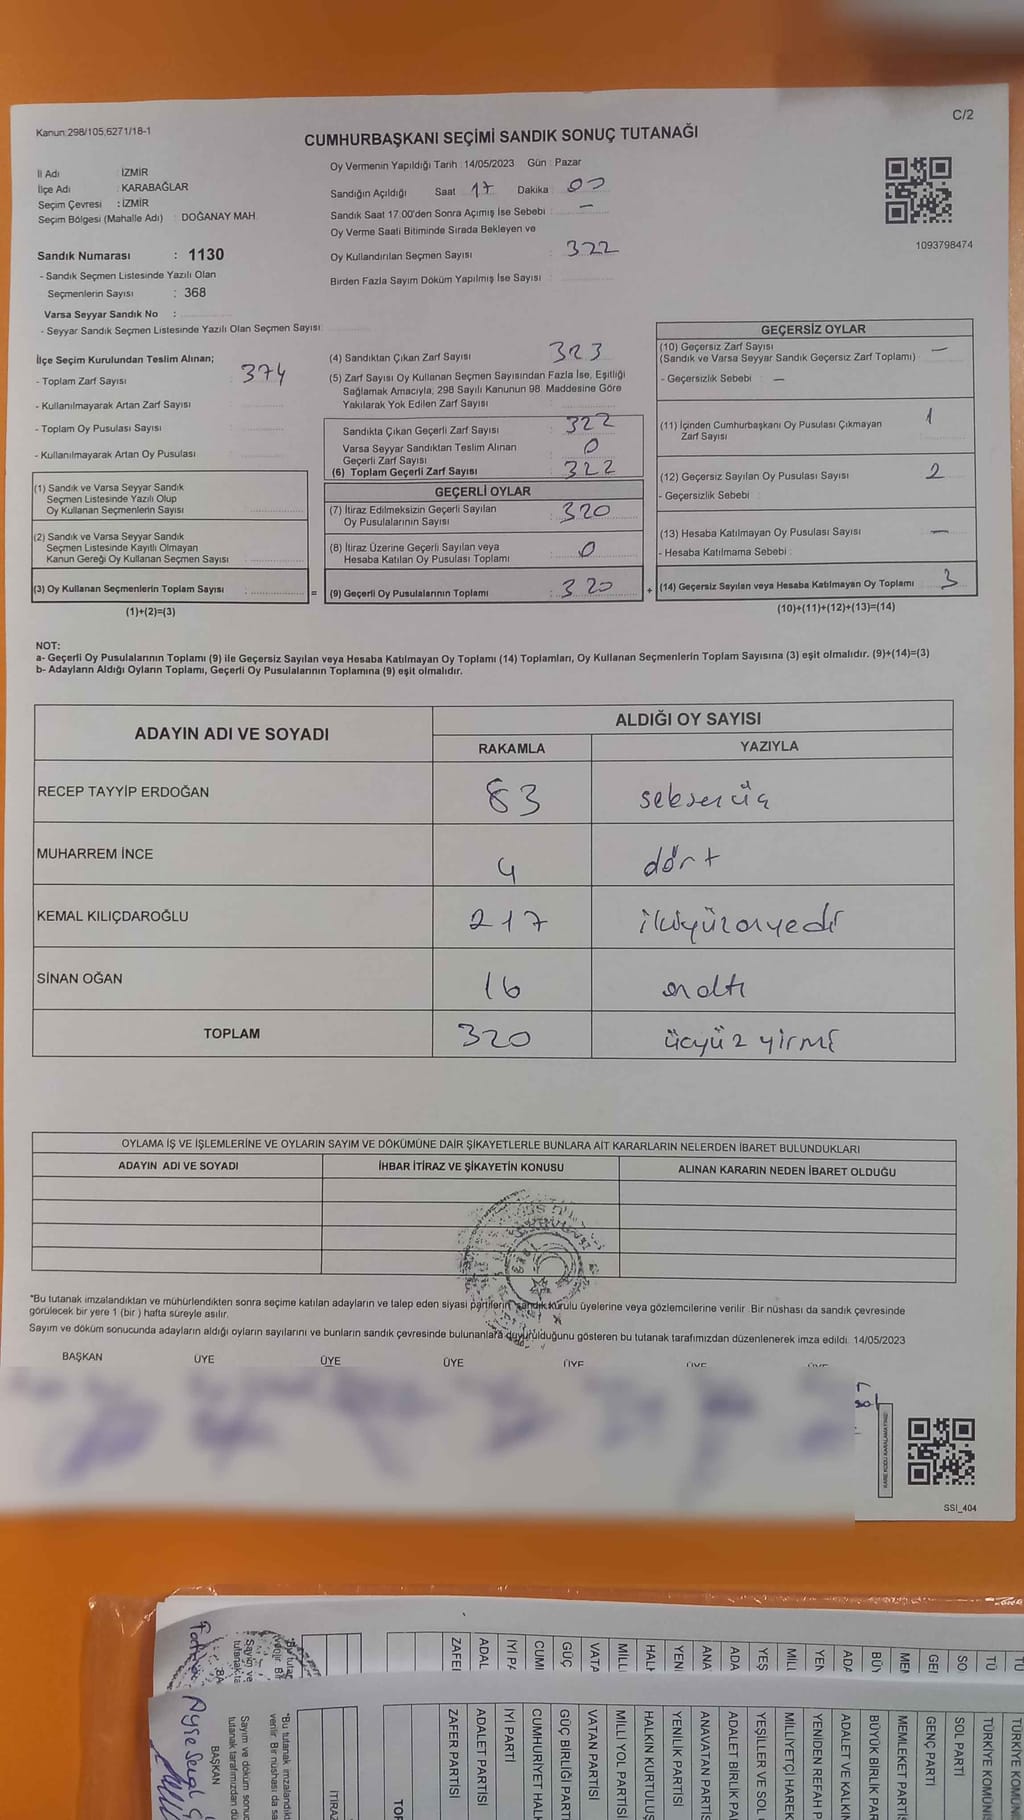 Kanun:298/105,6271/18-1
C/2
CUMHURBAŞKANI SEÇİMİ SANDIK SONUÇ TUTANAĞI
İl Adı : İZMİR
İlçe Adı : KARABAĞLAR
Seçim Çevresi : İZMİR
Seçim Bölgesi (Mahalle Adı) : DOĞANAY MAH.
Sandık Numarası : 1130
- Sandık Seçmen Listesinde Yazılı Olan
Seçmenlerin Sayısı : 368
Varsa Seyyar Sandık No :
- Seyyar Sandık Seçmen Listesinde Yazılı Olan Seçmen Sayısı:
Oy Vermenin Yapıldığı Tarih : 14/05/2023 Gün : Pazar
Sandığın Açıldığı Saat 17 Dakika : 00
Sandık Saat 17.00'den Sonra Açımış İse Sebebi : -
Oy Verme Saati Bitiminde Sırada Bekleyen ve
Oy Kullandırılan Seçmen Sayısı : 322
Birden Fazla Sayım Döküm Yapılmış İse Sayısı :
1093798474
İlçe Seçim Kurulundan Teslim Alınan;
- Toplam Zarf Sayısı : 374
- Kullanılmayarak Artan Zarf Sayısı
- Toplam Oy Pusulası Sayısı :
- Kullanılmayarak Artan Oy Pusulası
(1) Sandık ve Varsa Seyyar Sandık
Seçmen Listesinde Yazılı Olup
Oy Kullanan Seçmenlerin Sayısı
(2) Sandık ve Varsa Seyyar Sandık
Seçmen Listesinde Kayıtlı Olmayan
Kanun Gereği Oy Kullanan Seçmen Sayısı
(3) Oy Kullanan Seçmenlerin Toplam Sayısı :
(1)+(2)=(3)
=
(4) Sandıktan Çıkan Zarf Sayısı : 323
(5) Zarf Sayısı Oy Kullanan Seçmen Sayısından Fazla İse, Eşitliği
Sağlamak Amacıyla, 298 Sayılı Kanunun 98. Maddesine Göre
Yakılarak Yok Edilen Zarf Sayısı
Sandıkta Çıkan Geçerli Zarf Sayısı : 322
Varsa Seyyar Sandıktan Teslim Alınan
Geçerli Zarf Sayısı : 0
(6) Toplam Geçerli Zarf Sayısı : 322
GEÇERLİ OYLAR
(7) İtiraz Edilmeksizin Geçerli Sayılan
Oy Pusulalarının Sayısı : 320
(8) İtiraz Üzerine Geçerli Sayılan veya
Hesaba Katılan Oy Pusulası Toplamı : 0
(9) Geçerli Oy Pusulalarının Toplamı : 320
+
GEÇERSİZ OYLAR
(10) Geçersiz Zarf Sayısı
(Sandık ve Varsa Seyyar Sandık Geçersiz Zarf Toplamı) : -
- Geçersizlik Sebebi : -
(11) İçinden Cumhurbaşkanı Oy Pusulası Çıkmayan
Zarf Sayısı 1
(12) Geçersiz Sayılan Oy Pusulası Sayısı : 2
- Geçersizlik Sebebi :
(13) Hesaba Katılmayan Oy Pusulası Sayısı -
- Hesaba Katılmama Sebebi :
(14) Geçersiz Sayılan veya Hesaba Katılmayan Oy Toplamı 3
(10)+(11)+(12)+(13)=(14)
NOT:
a- Geçerli Oy Pusulalarının Toplamı (9) ile Geçersiz Sayılan veya Hesaba Katılmayan Oy Toplamı (14) Toplamları, Oy Kullanan Seçmenlerin Toplam Sayısına (3) eşit olmalıdır. (9)+(14)=(3)
b- Adayların Aldığı Oyların Toplamı, Geçerli Oy Pusulalarının Toplamına (9) eşit olmalıdır.
ADAYIN ADI VE SOYADI
ALDIĞI OY SAYISI
RAKAMLA YAZIYLA
RECEP TAYYİP ERDOĞAN 83 seksenüç
MUHARREM İNCE 4 dört
KEMAL KILIÇDAROĞLU 217 ikiyüzonyedi
SİNAN OĞAN 16 onaltı
TOPLAM 320 üçyüz yirmi
OYLAMA İŞ VE İŞLEMLERİNE VE OYLARIN SAYIM VE DÖKÜMÜNE DAİR ŞİKAYETLERLE BUNLARA AİT KARARLARIN NELERDEN İBARET BULUNDUKLARI
ADAYIN ADI VE SOYADI İHBAR İTİRAZ VE ŞİKAYETİN KONUSU ALINAN KARARIN NEDEN İBARET OLDUĞU
*Bu tutanak imzalandıktan ve mühürlendikten sonra seçime katılan adayların ve talep eden siyasi partilerin sandık kurulu üyelerine veya gözlemcilerine verilir. Bir nüshası da sandık çevresinde
görülecek bir yere 1 (bir ) hafta süreyle asılır.
Sayım ve döküm sonucunda adayların aldığı oyların sayılarını ve bunların sandık çevresinde bulunanlara duyurulduğunu gösteren bu tutanak tarafımızdan düzenlenerek imza edildi. 14/05/2023
BAŞKAN ÜYE ÜYE ÜYE ÜYE ÜYE ÜYE
SSI_404
ZAFER PARTİSİ
ADALET PARTİSİ
İYİ PARTİ
CUMHURİYET HALK
GÜÇ BİRLİĞİ PARTİ
VATAN PARTİSİ
MİLLİ YOL PARTİSİ
HALKIN KURTULUŞ
YENİLİK PARTİSİ
ANAVATAN PARTİS
ADALET BİRLİK PA
YEŞİLLER VE SOL
MİLLİYETÇİ HAREK
YENİDEN REFAH P
ADALET VE KALKIN
BÜYÜK BİRLİK PAR
MEMLEKET PARTİS
GENÇ PARTİ
SOL PARTİ
TÜRKİYE KOMÜNİS
TÜRKİYE KOMÜ
BAŞKAN